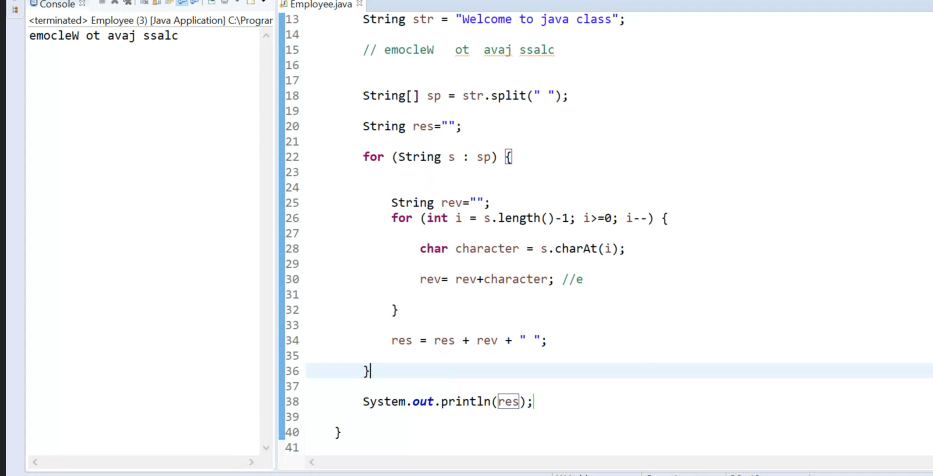 Console
Employee.java
<terminated> Employee (3) [Java Application] C:\Progran
emocleW ot avaj ssalc
13 String str = "Welcome to java class";
14
15 // emocleW ot avaj ssalc
16
17
18 String[] sp = str.split(" ");
19
20 String res="";
21
22 for (String s : sp) {
23
24
25 String rev="";
26 for (int i = s.length()-1; i>=0; i--) {
27
28 char character = s.charAt(i);
29
30 rev= rev+character; //e
31
32 }
33
34 res = res + rev + " ";
35
36 }
37
38 System.out.println(res);
39
40 }
41